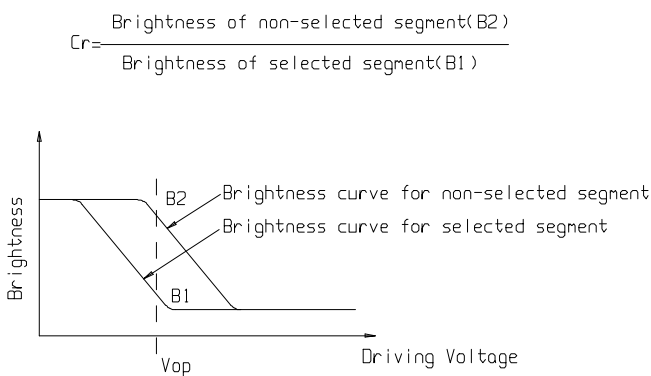 Brightness of non-selected segment(B2)
Cr=
Brightness of selected segment(B1)
B2
Brightness curve for non-selected segment
Brightness curve for selected segment
Brightness
B1
Driving Voltage
Vop